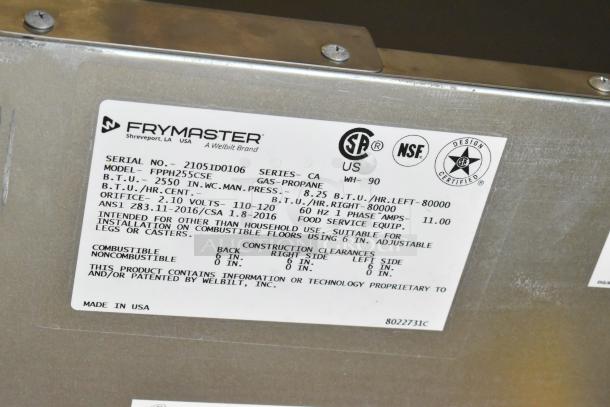 FRYMASTER
Shreveport, LA USA A Welbilt Brand
SA US NSF DESIGN CERTIFIED
SERIAL NO.- 2105ID0106 SERIES- CA
MODEL- FPPH255CSE GAS-PROPANE WH- 90
B.T.U.- 2550 IN.WC.MAN.PRESS.- 8.25 B.T.U./HR.LEFT-80000
B.T.U./HR.CENT.- B.T.U./HR.RIGHT-80000
ORIFICE- 2.10 VOLTS- 110-120 60 HZ 1 PHASE AMPS- 11.00
ANSI Z83.11-2016/CSA 1.8-2016 FOOD SERVICE EQUIP.
INTENDED FOR OTHER THAN HOUSEHOLD USE. SUITABLE FOR
INSTALLATION ON COMBUSTIBLE FLOORS USING 6 IN. ADJUSTABLE
LEGS OR CASTERS.
CONSTRUCTION CLEARANCES
BACK RIGHT SIDE LEFT SIDE
COMBUSTIBLE 6 IN. 6 IN. 6 IN.
NONCOMBUSTIBLE 0 IN. 0 IN. 0 IN.
THIS PRODUCT CONTAINS INFORMATION OR TECHNOLOGY PROPRIETARY TO
AND/OR PATENTED BY WELBILT, INC.
MADE IN USA 8022731C